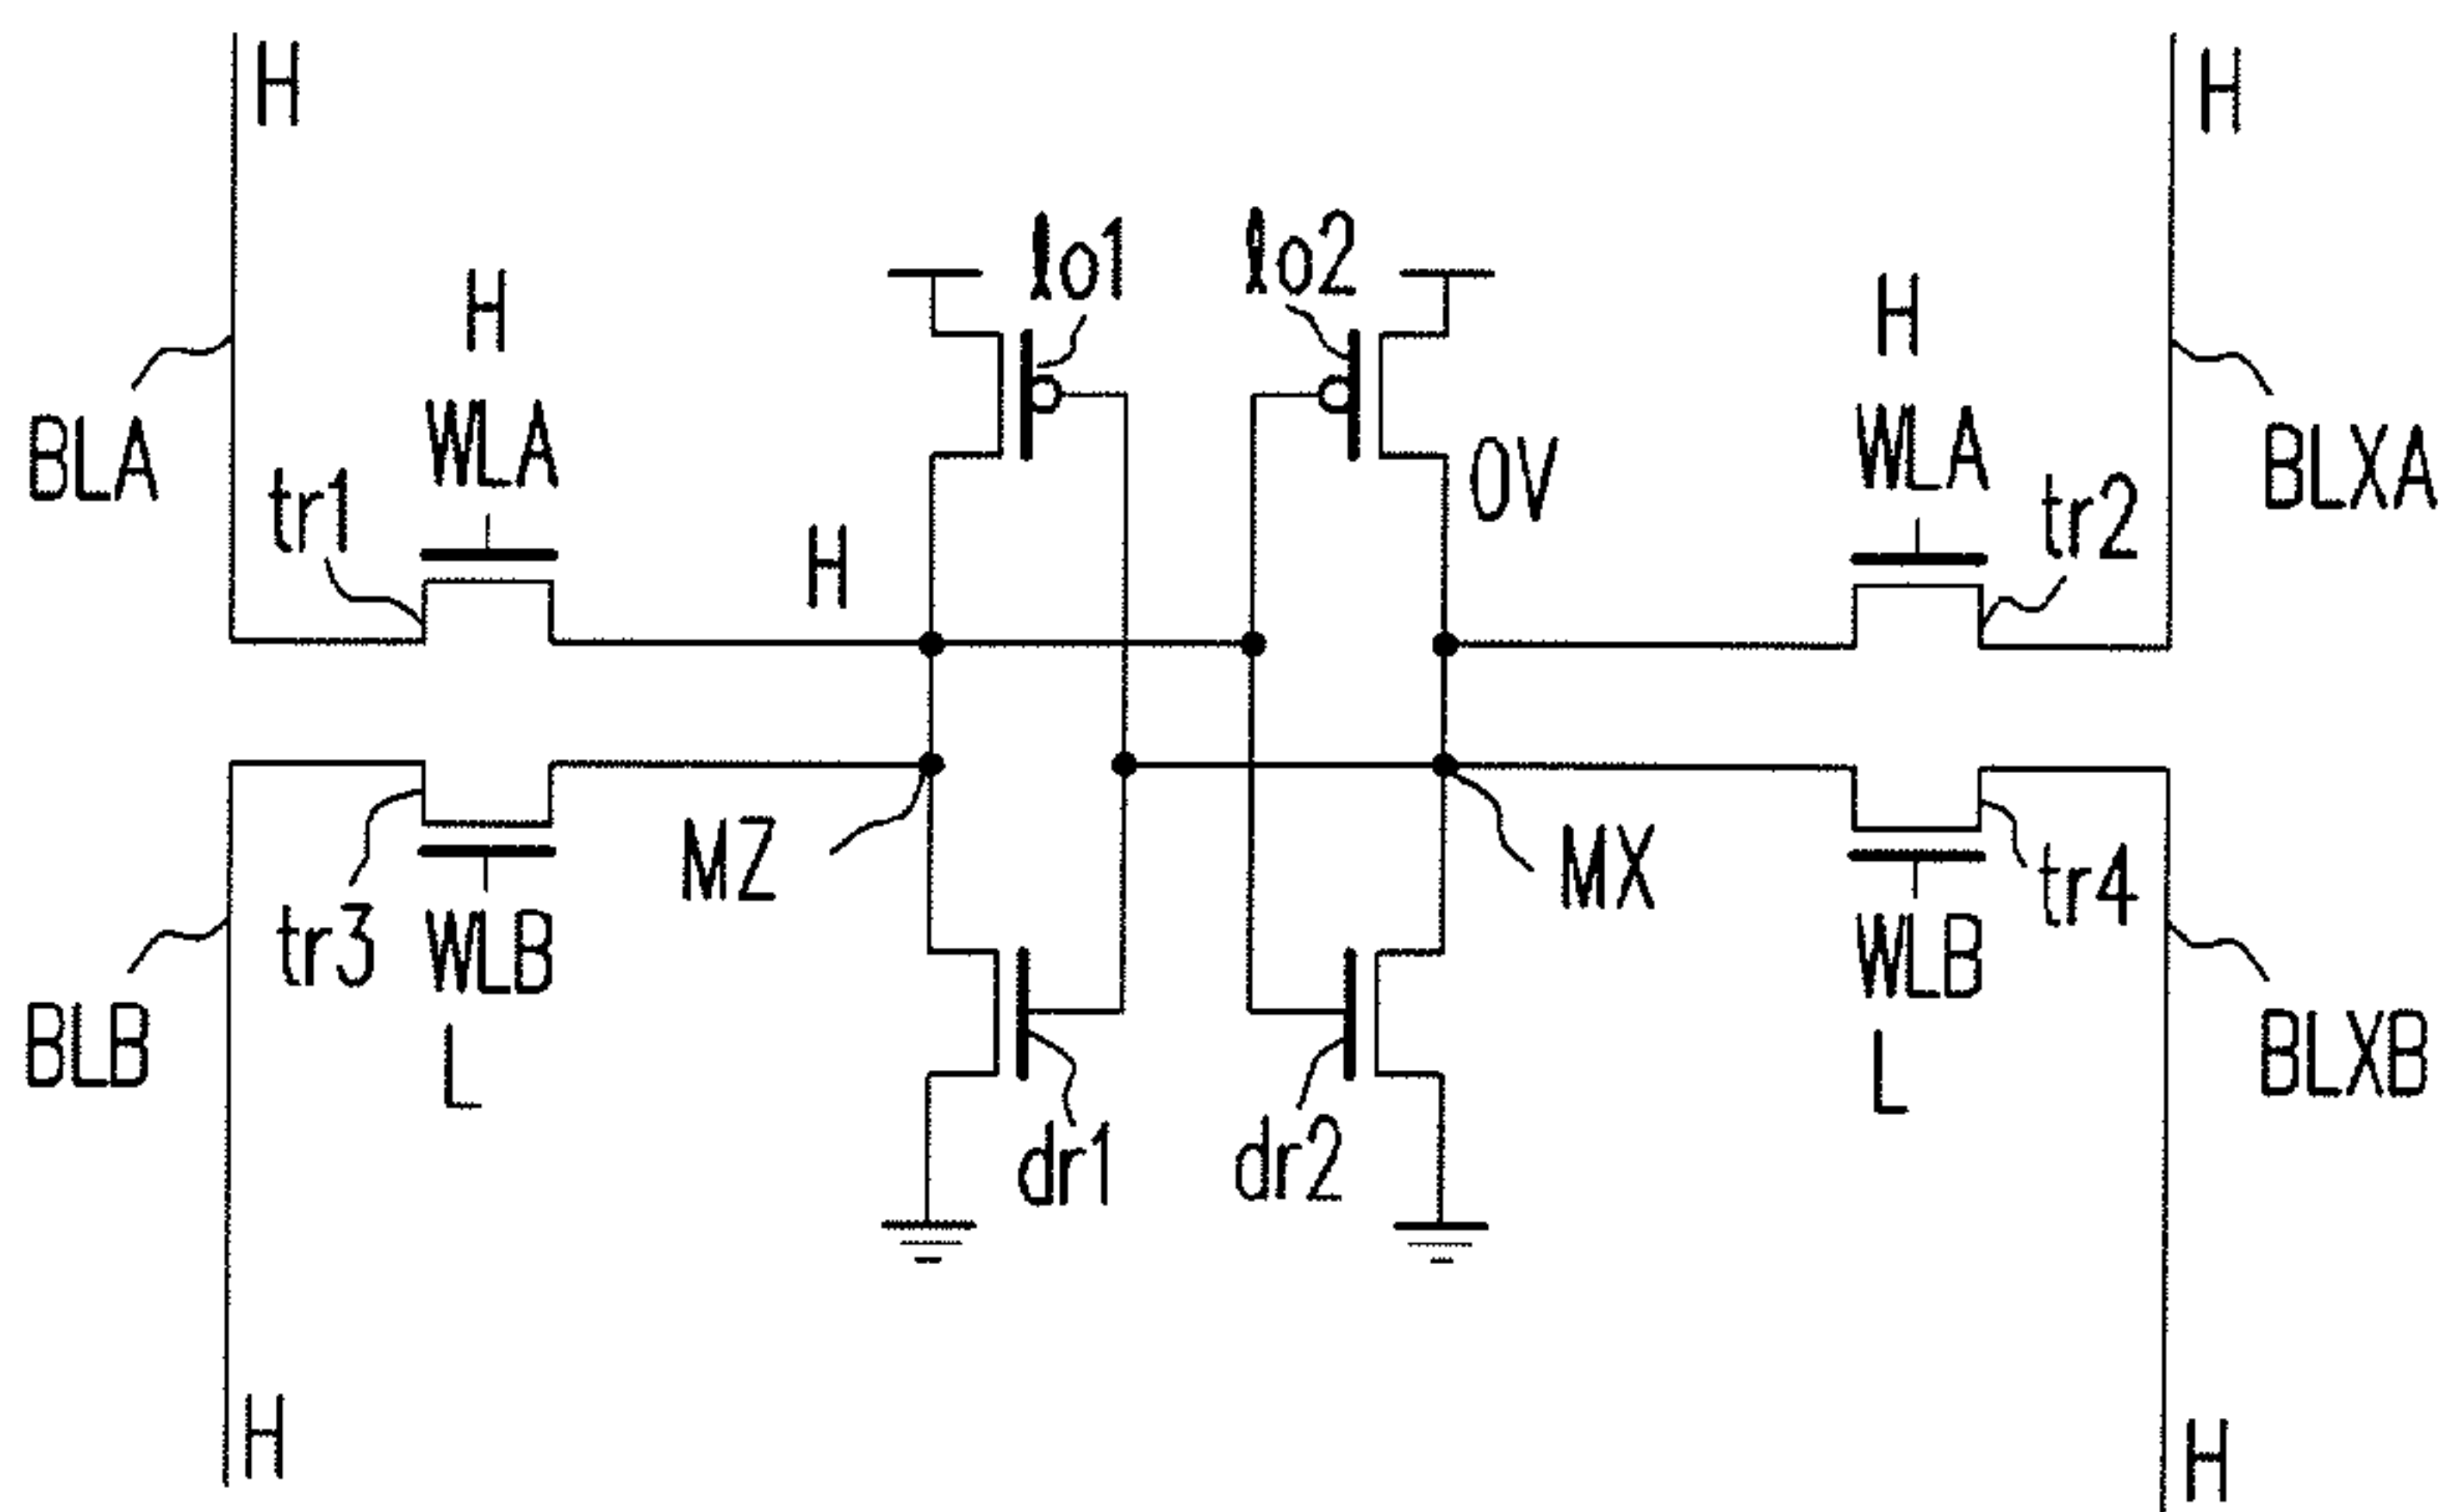 H
H
lo1
lo2
H
H
WLA
WLA
BLA
BLXA
tr1
0V
tr2
H
MZ
MX
tr3
WLB
WLB
tr4
BLB
L
L
BLXB
dr1
dr2
H
H